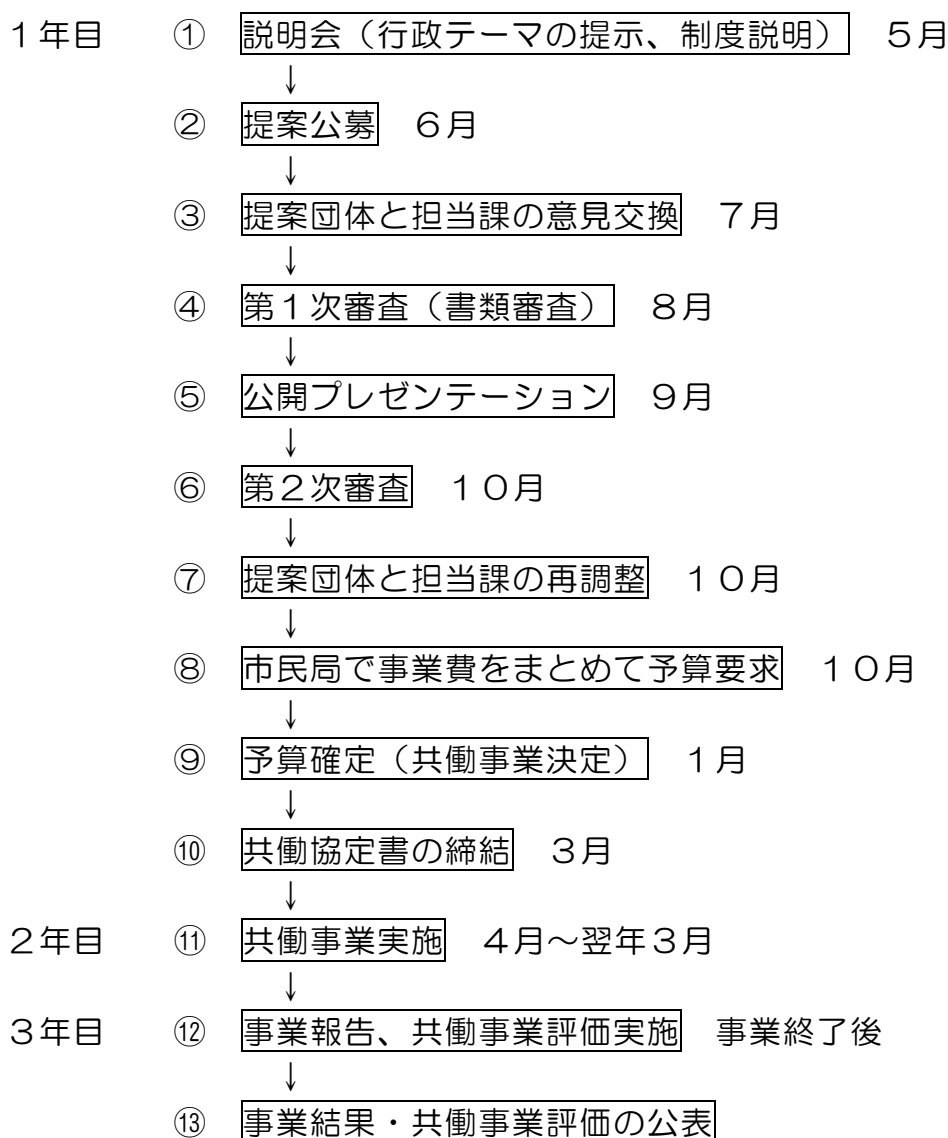 １年目　① 説明会（行政テーマの提示、制度説明）　５月
↓
② 提案公募　６月
↓
③ 提案団体と担当課の意見交換　７月
↓
④ 第１次審査（書類審査）　８月
↓
⑤ 公開プレゼンテーション　９月
↓
⑥ 第２次審査　１０月
↓
⑦ 提案団体と担当課の再調整　１０月
↓
⑧ 市民局で事業費をまとめて予算要求　１０月
↓
⑨ 予算確定（共働事業決定）　１月
↓
⑩ 共働協定書の締結　３月
↓
２年目　⑪ 共働事業実施　４月～翌年３月
↓
３年目　⑫ 事業報告、共働事業評価実施　事業終了後
↓
⑬ 事業結果・共働事業評価の公表